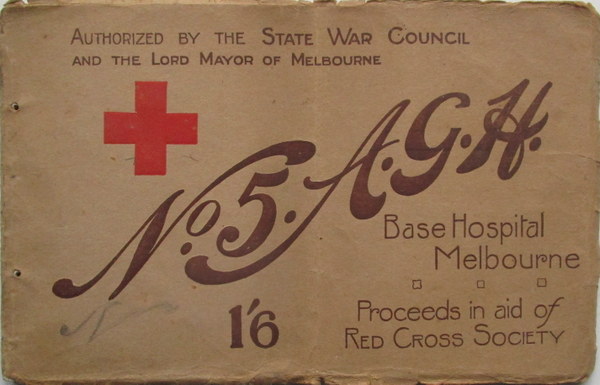 AUTHORIZED BY THE STATE WAR COUNCIL
AND THE LORD MAYOR OF MELBOURNE
No. 5. A.G.H.
Base Hospital
Melbourne
Proceeds in aid of
RED CROSS SOCIETY
1'6
N